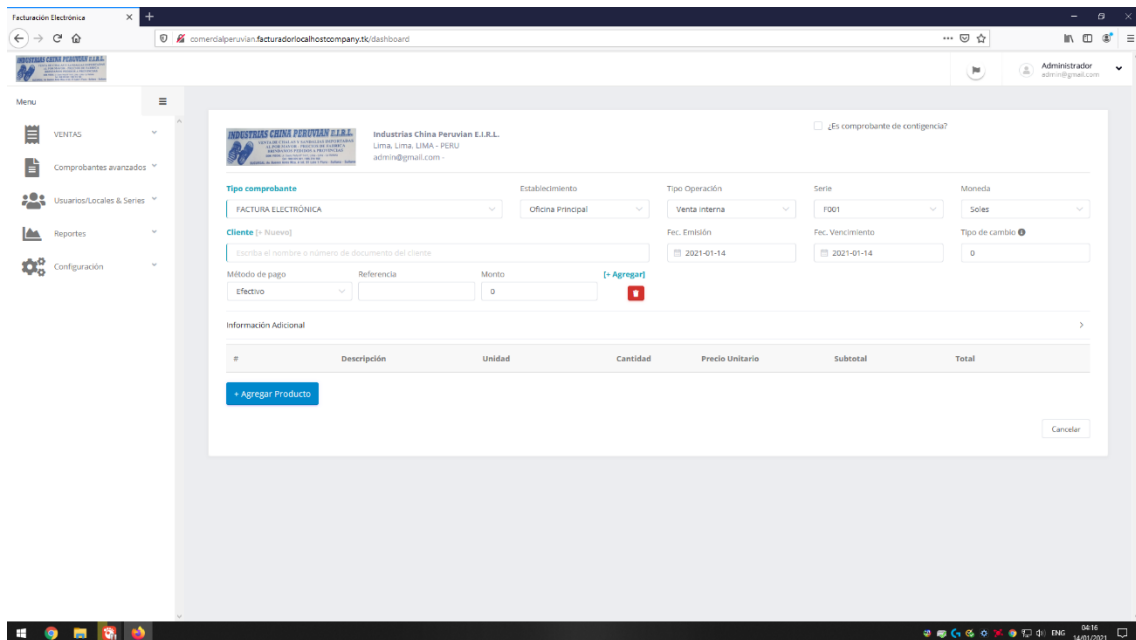 Facturación Electrónica
comercialperuvian.facturadorlocalhostcompany.tk/dashboard
INDUSTRIAS CHINA PERUVIAN E.I.R.L.
Administrador
admin@gmail.com
Menu
VENTAS
Comprobantes avanzados
Usuarios/Locales & Series
Reportes
Configuración
INDUSTRIAS CHINA PERUVIAN E.I.R.L.
Industrias China Peruvian E.I.R.L.
Lima, Lima, LIMA - PERU
admin@gmail.com -
¿Es comprobante de contigencia?
Tipo comprobante Establecimiento Tipo Operación Serie Moneda
FACTURA ELECTRÓNICA Oficina Principal Venta interna F001 Soles
Cliente [+ Nuevo] Fec. Emisión Fec. Vencimiento Tipo de cambio
Escriba el nombre o número de documento del cliente 2021-01-14 2021-01-14 0
Método de pago Referencia Monto [+ Agregar]
Efectivo 0
Información Adicional
# Descripción Unidad Cantidad Precio Unitario Subtotal Total
+ Agregar Producto
Cancelar
ENG 04:16
14/01/2021